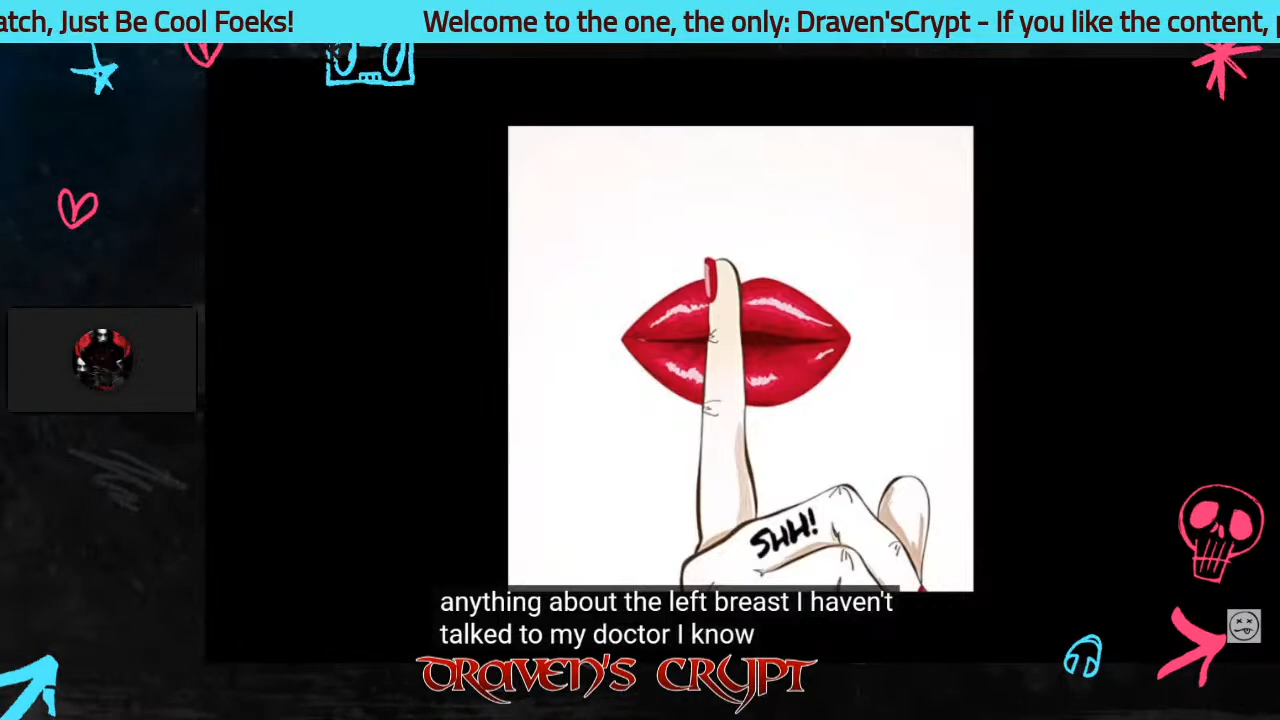 atch, Just Be Cool Foeks! Welcome to the one, the only: Draven'sCrypt - If you like the content,
SHH!
anything about the left breast I haven't
talked to my doctor I know
DRAVEN'S CRYPT